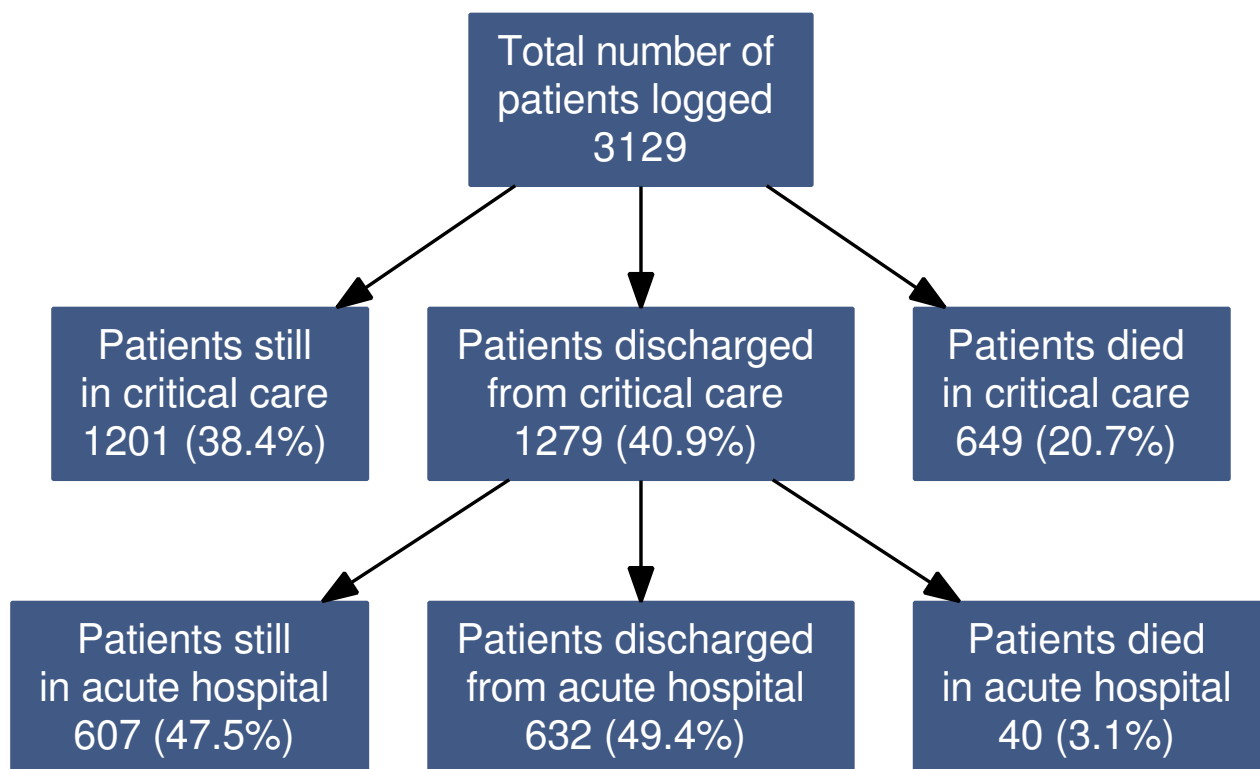 Total number of
patients logged
3129
Patients still
in critical care
1201 (38.4%)
Patients discharged
from critical care
1279 (40.9%)
Patients died
in critical care
649 (20.7%)
Patients still
in acute hospital
607 (47.5%)
Patients discharged
from acute hospital
632 (49.4%)
Patients died
in acute hospital
40 (3.1%)